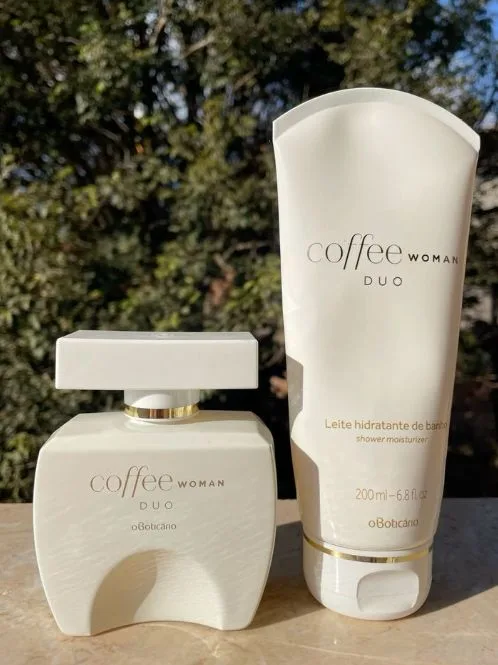 coffee WOMAN
DUO
oBoticário
coffee WOMAN
DUO
Leite hidratante de banho
shower moisturizer
200 ml – 6.8 fl. oz
oBoticário